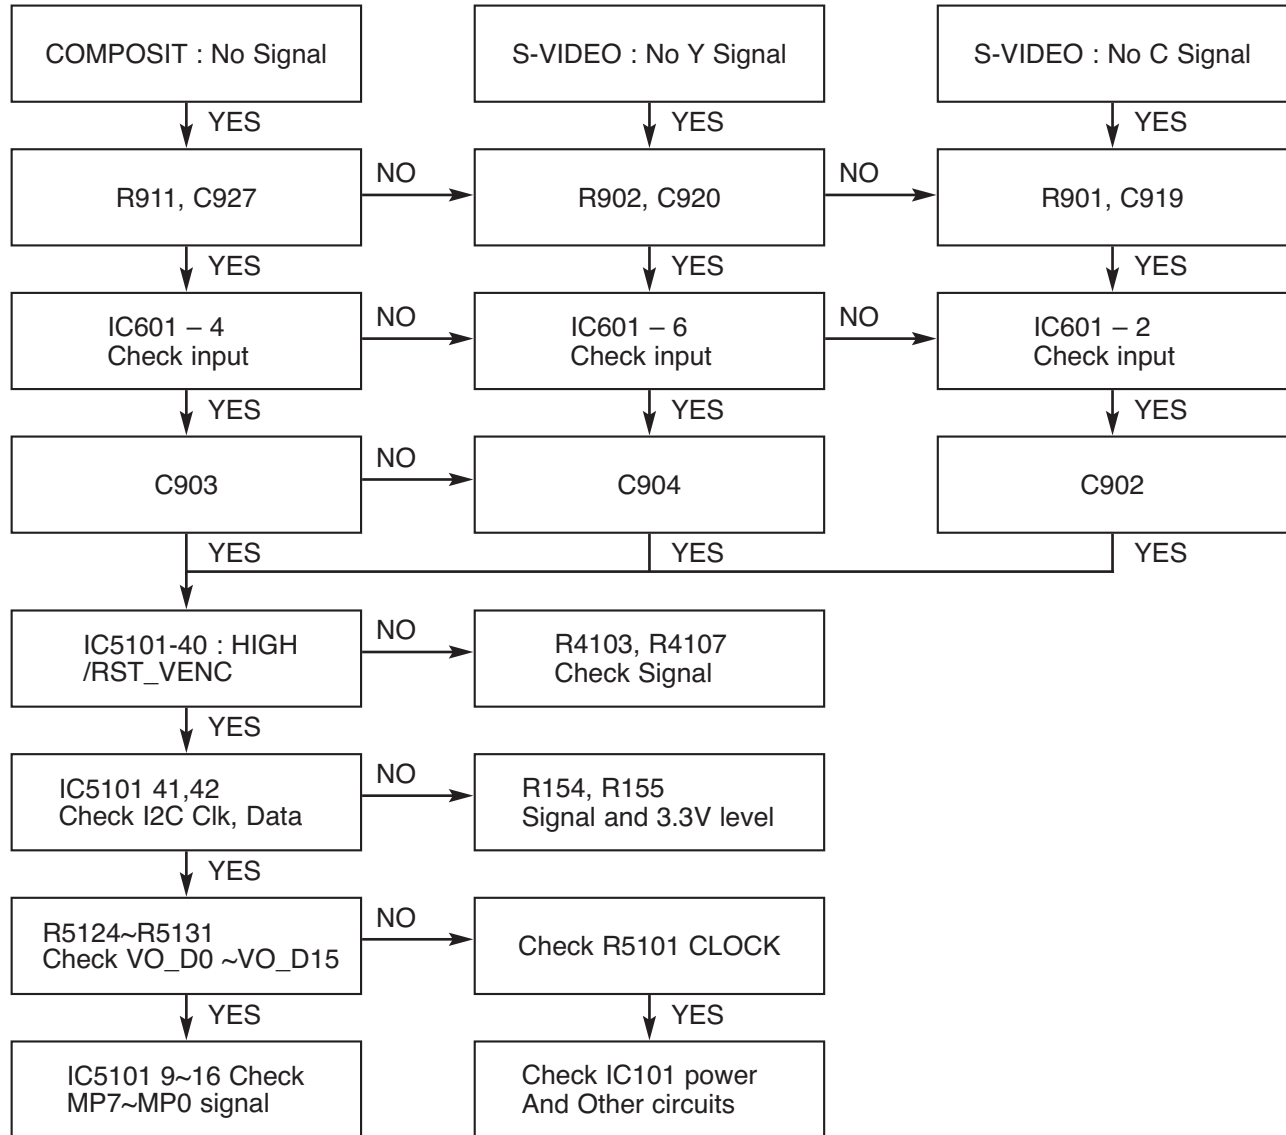 COMPOSIT : No Signal
S-VIDEO : No Y Signal
S-VIDEO : No C Signal
YES
YES
YES
R911, C927
NO
R902, C920
NO
R901, C919
YES
YES
YES
IC601 – 4
Check input
NO
IC601 – 6
Check input
NO
IC601 – 2
Check input
YES
YES
YES
C903
NO
C904
C902
YES
YES
YES
IC5101-40 : HIGH
/RST_VENC
NO
R4103, R4107
Check Signal
YES
IC5101 41,42
Check I2C Clk, Data
NO
R154, R155
Signal and 3.3V level
YES
R5124~R5131
Check VO_D0 ~VO_D15
NO
Check R5101 CLOCK
YES
YES
IC5101 9~16 Check
MP7~MP0 signal
Check IC101 power
And Other circuits